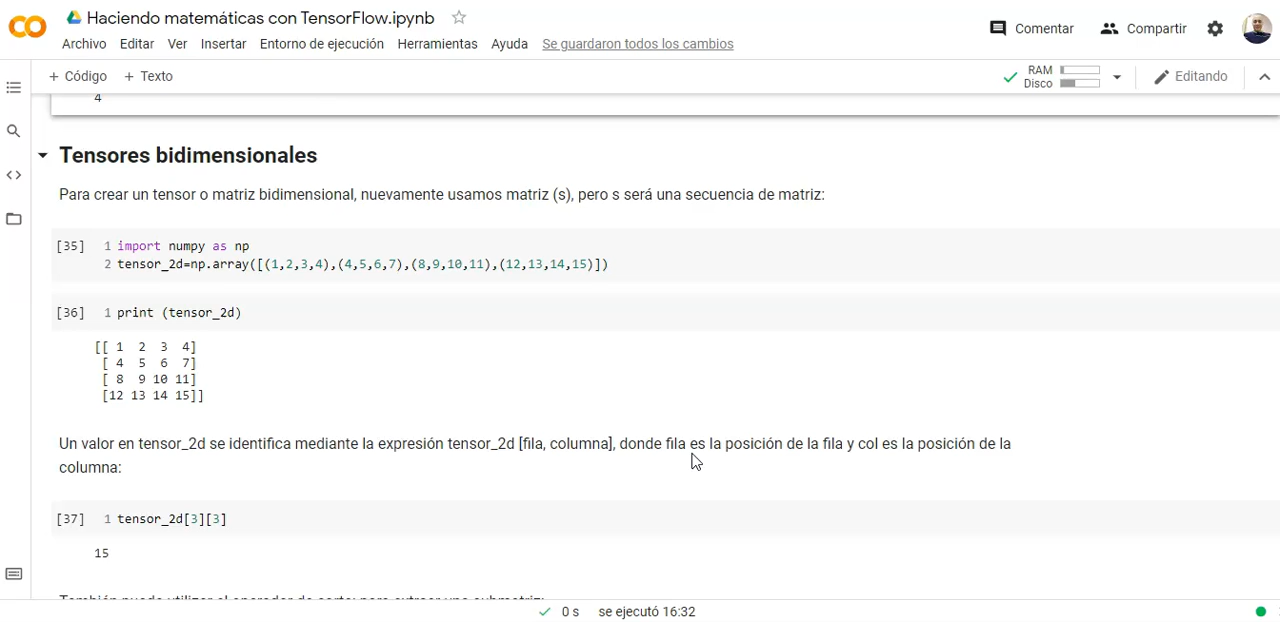 Haciendo matemáticas con TensorFlow.ipynb
Comentar
Compartir
Archivo Editar Ver Insertar Entorno de ejecución Herramientas Ayuda Se guardaron todos los cambios
+ Código + Texto
RAM
Disco
Editando
4
Tensores bidimensionales
Para crear un tensor o matriz bidimensional, nuevamente usamos matriz (s), pero s será una secuencia de matriz:
[35] 1 import numpy as np
2 tensor_2d=np.array([(1,2,3,4),(4,5,6,7),(8,9,10,11),(12,13,14,15)])
[36] 1 print (tensor_2d)
[[ 1 2 3 4]
[ 4 5 6 7]
[ 8 9 10 11]
[12 13 14 15]]
Un valor en tensor_2d se identifica mediante la expresión tensor_2d [fila, columna], donde fila es la posición de la fila y col es la posición de la
columna:
[37] 1 tensor_2d[3][3]
15
0 s se ejecutó 16:32